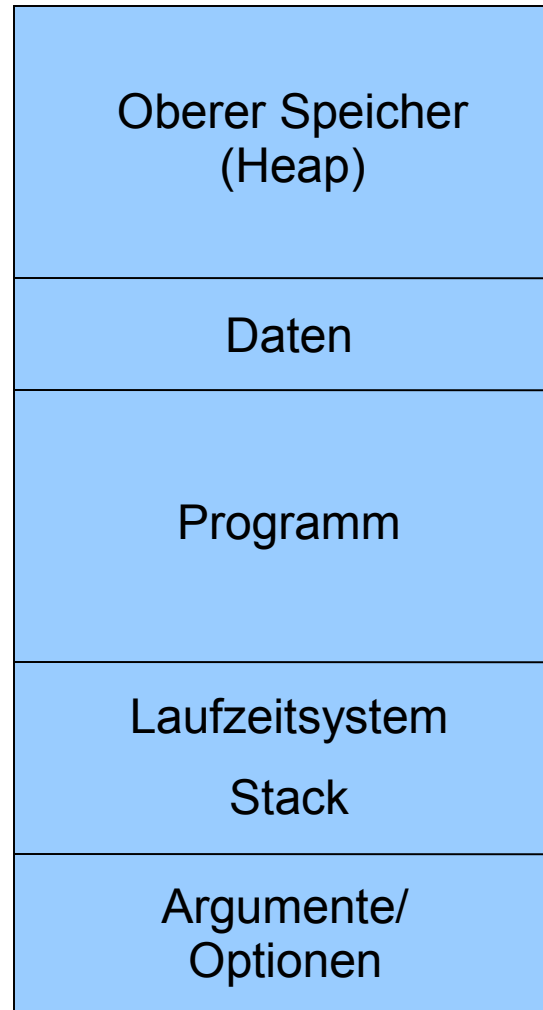 Oberer Speicher
(Heap)
Daten
Programm
Laufzeitsystem
Stack
Argumente/
Optionen